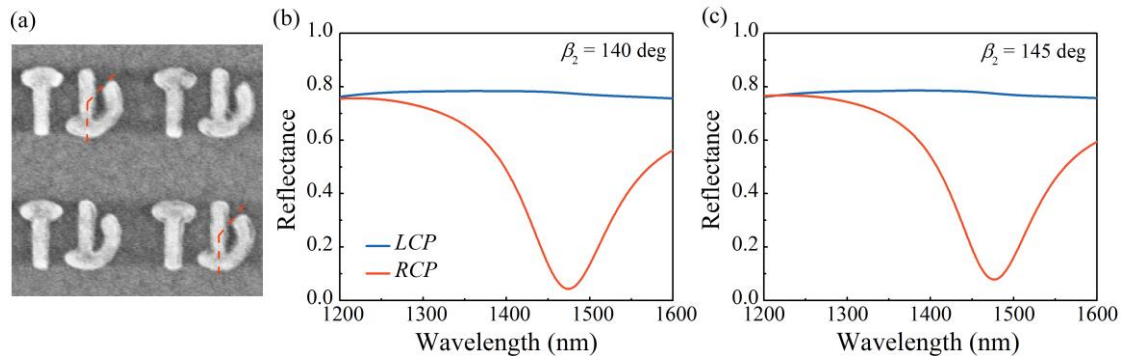 (a)
(b)
β₂ = 140 deg
Reflectance
1.0
0.8
0.6
0.4
0.2
0.0
LCP
RCP
1200 1300 1400 1500 1600
Wavelength (nm)
(c)
β₂ = 145 deg
Reflectance
1.0
0.8
0.6
0.4
0.2
0.0
1200 1300 1400 1500 1600
Wavelength (nm)